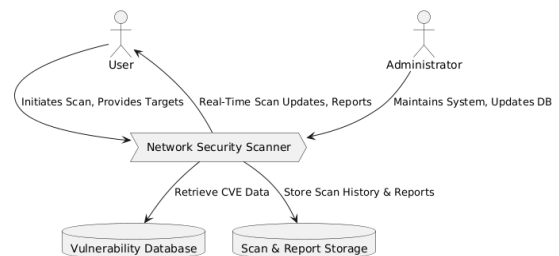 User
Administrator
Initiates Scan, Provides Targets
Real-Time Scan Updates, Reports
Maintains System, Updates DB
Network Security Scanner
Retrieve CVE Data
Store Scan History & Reports
Vulnerability Database
Scan & Report Storage